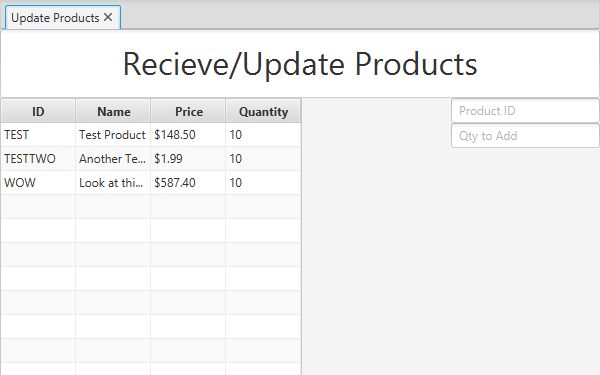 Update Products
Recieve/Update Products
ID Name Price Quantity
TEST Test Product $148.50 10
TESTTWO Another Te... $1.99 10
WOW Look at thi... $587.40 10
Product ID
Qty to Add